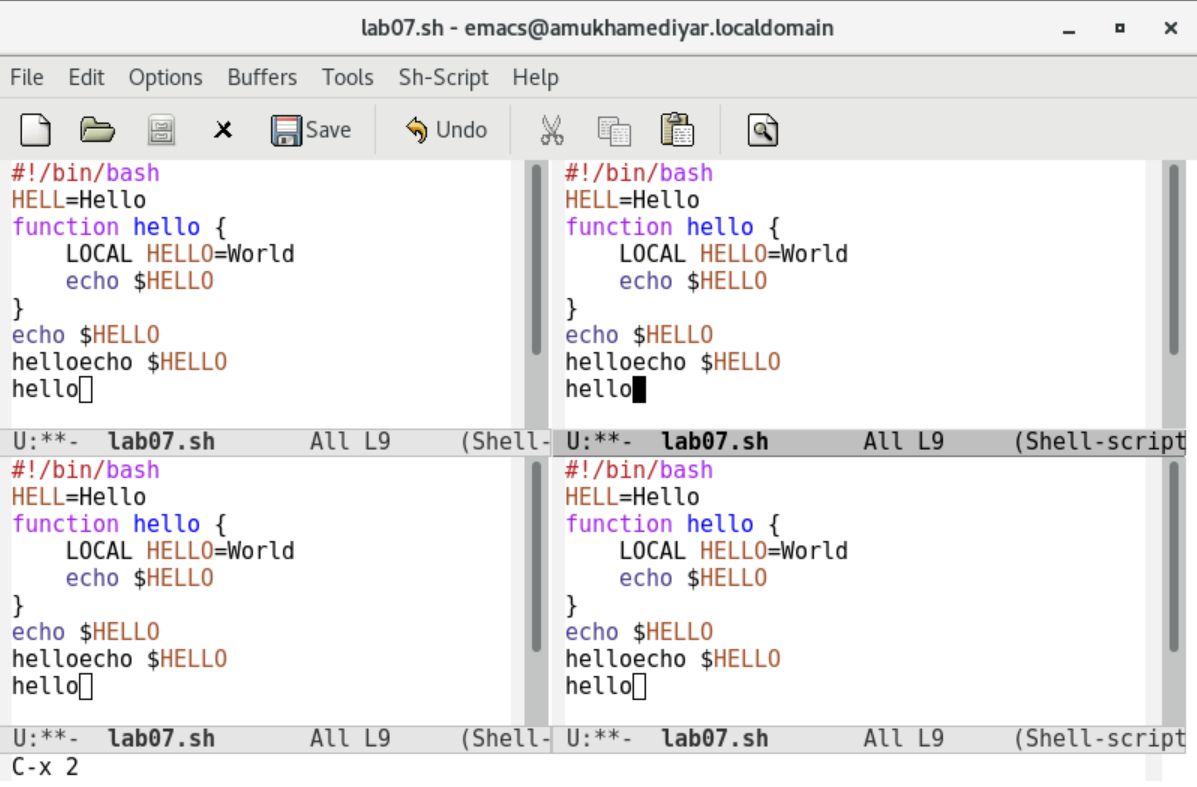 lab07.sh - emacs@amukhamediyar.localdomain
File Edit Options Buffers Tools Sh-Script Help
Save Undo
#!/bin/bash
HELL=Hello
function hello {
    LOCAL HELLO=World
    echo $HELLO
}
echo $HELLO
helloecho $HELLO
hello
U:**-  lab07.sh       All L9     (Shell-
#!/bin/bash
HELL=Hello
function hello {
    LOCAL HELLO=World
    echo $HELLO
}
echo $HELLO
helloecho $HELLO
hello
U:**-  lab07.sh       All L9     (Shell-script
#!/bin/bash
HELL=Hello
function hello {
    LOCAL HELLO=World
    echo $HELLO
}
echo $HELLO
helloecho $HELLO
hello
U:**-  lab07.sh       All L9     (Shell-
#!/bin/bash
HELL=Hello
function hello {
    LOCAL HELLO=World
    echo $HELLO
}
echo $HELLO
helloecho $HELLO
hello
U:**-  lab07.sh       All L9     (Shell-script
C-x 2